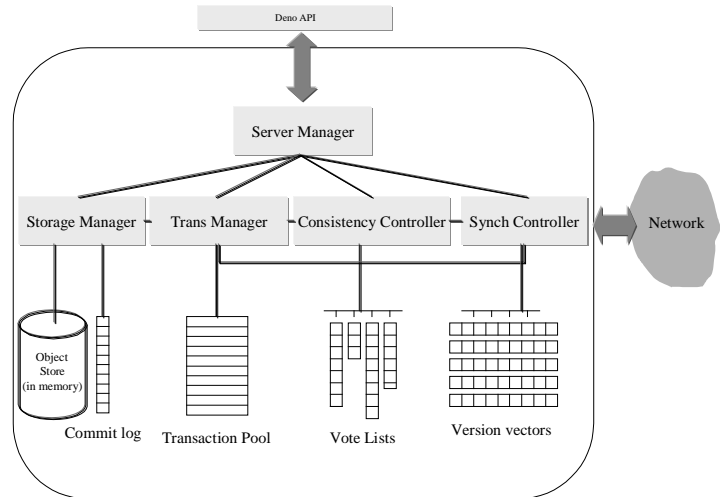 Deno API
Server Manager
Storage Manager
Trans Manager
Consistency Controller
Synch Controller
Network
Object
Store
(in memory)
Commit log
Transaction Pool
Vote Lists
Version vectors